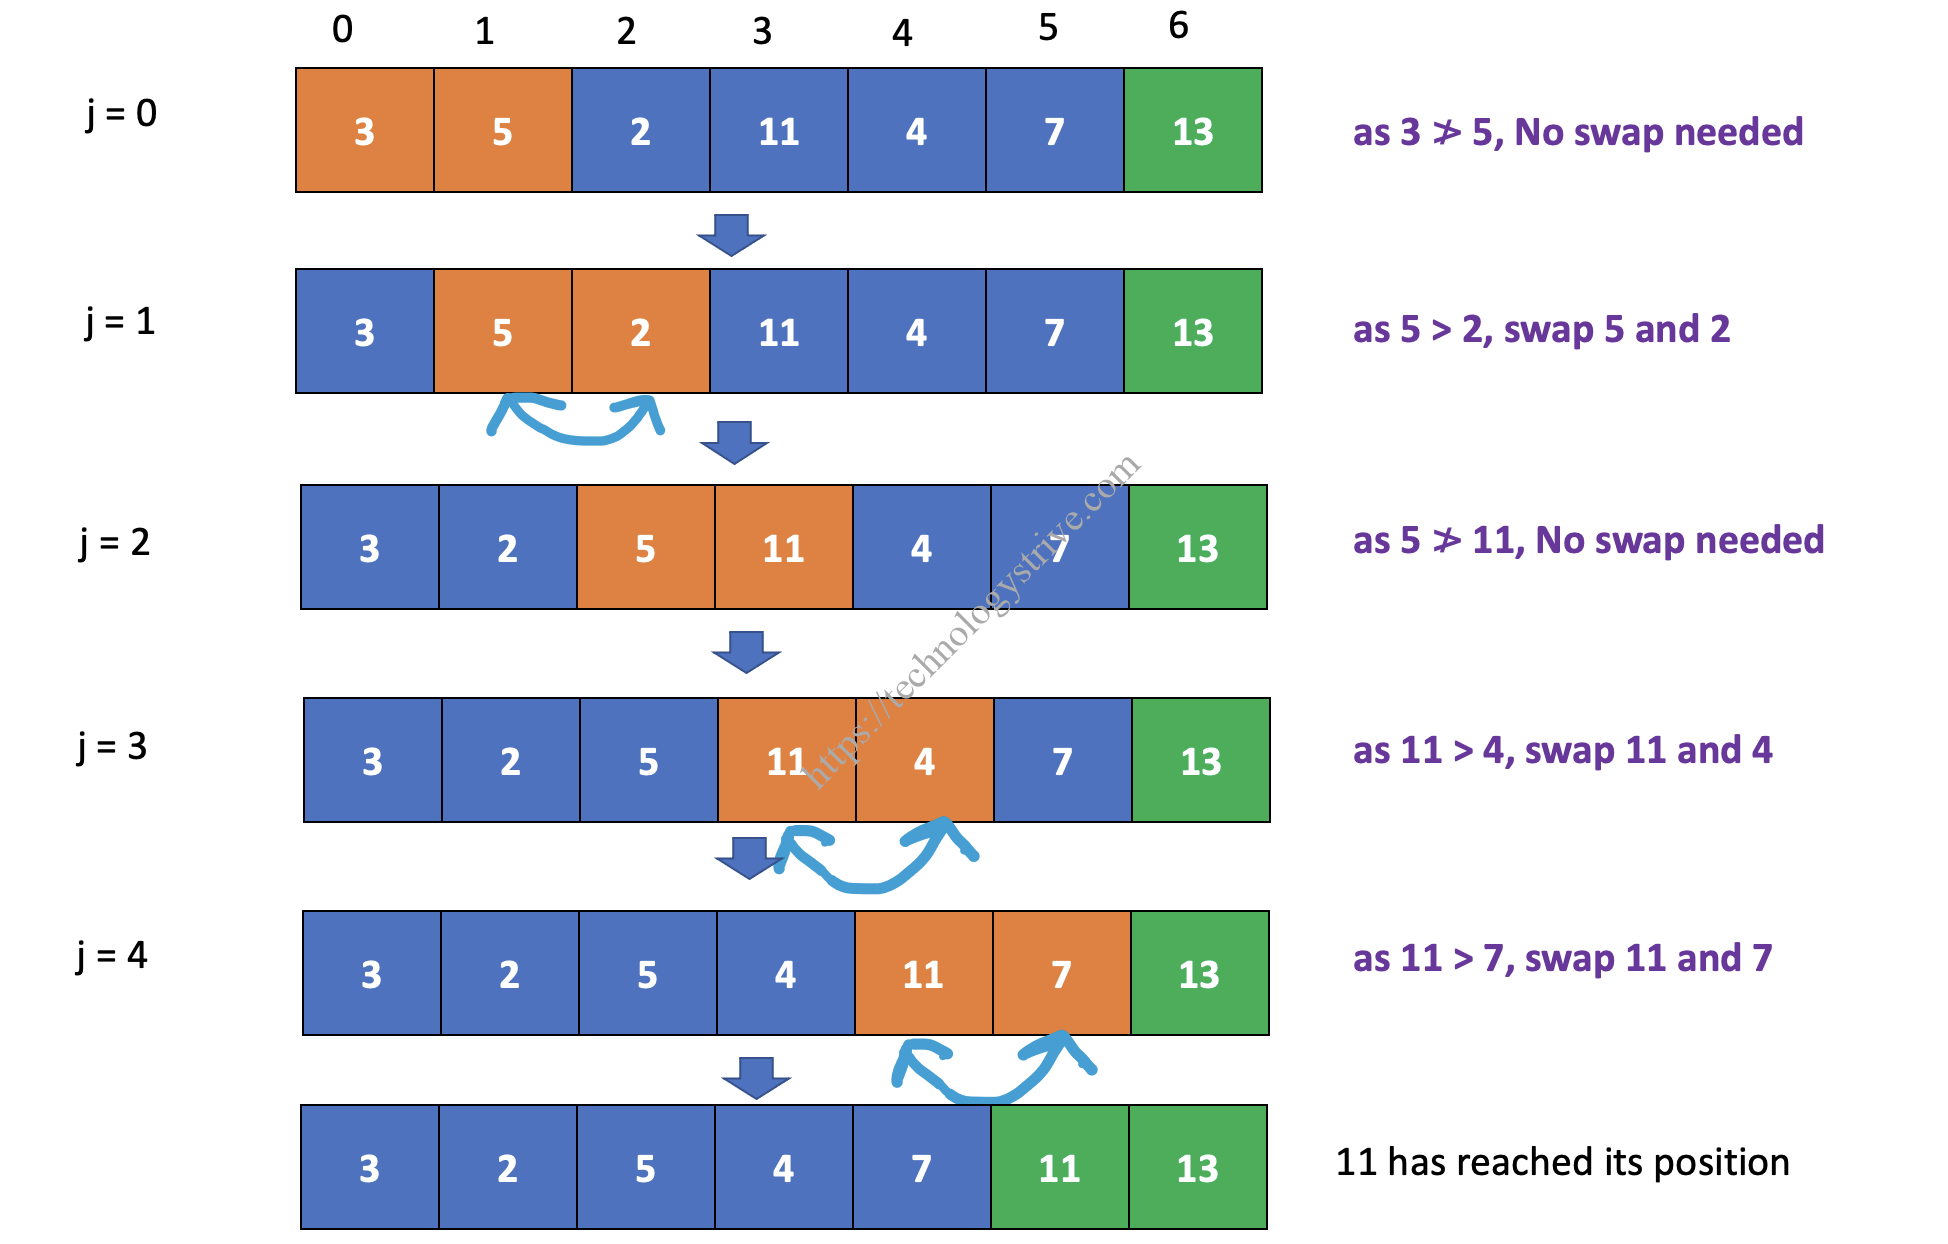 0 1 2 3 4 5 6
j = 0 3 5 2 11 4 7 13 as 3 ≯ 5, No swap needed
j = 1 3 5 2 11 4 7 13 as 5 > 2, swap 5 and 2
j = 2 3 2 5 11 4 7 13 as 5 ≯ 11, No swap needed
j = 3 3 2 5 11 4 7 13 as 11 > 4, swap 11 and 4
j = 4 3 2 5 4 11 7 13 as 11 > 7, swap 11 and 7
3 2 5 4 7 11 13 11 has reached its position
https://technologystrive.com